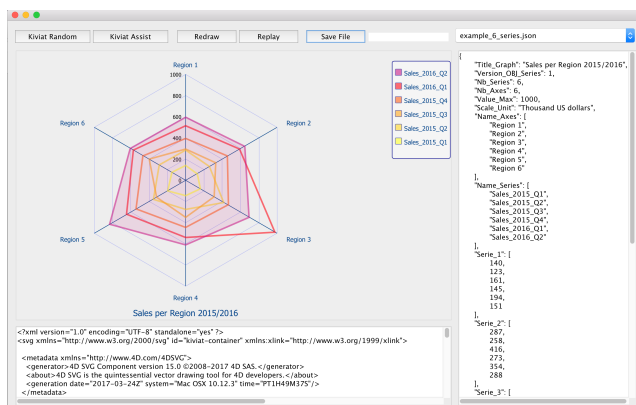 Kiviat Random
Kiviat Assist
Redraw
Replay
Save File
example_6_series.json
Region 1
1000
800
600
400
200
0
Region 2
Region 3
Region 4
Region 5
Region 6
Sales per Region 2015/2016
Sales_2016_Q2
Sales_2016_Q1
Sales_2015_Q4
Sales_2015_Q3
Sales_2015_Q2
Sales_2015_Q1
{
"Title_Graph": "Sales per Region 2015/2016",
"Version_OBJ_Series": 1,
"Nb_Series": 6,
"Nb_Axes": 6,
"Value_Max": 1000,
"Scale_Unit": "Thousand US dollars",
"Name_Axes": [
"Region 1",
"Region 2",
"Region 3",
"Region 4",
"Region 5",
"Region 6"
],
"Name_Series": [
"Sales_2015_Q1",
"Sales_2015_Q2",
"Sales_2015_Q3",
"Sales_2015_Q4",
"Sales_2016_Q1",
"Sales_2016_Q2"
],
"Serie_1": [
140,
123,
161,
145,
194,
151
],
"Serie_2": [
287,
258,
416,
273,
354,
288
],
"Serie_3": [
<?xml version="1.0" encoding="UTF-8" standalone="yes" ?>
<svg xmlns="http://www.w3.org/2000/svg" id="kiviat-container" xmlns:xlink="http://www.w3.org/1999/xlink">
<metadata xmlns="http://www.4D.com/4DSVG">
<generator>4D SVG Component version 15.0 ©2008-2017 4D SAS.</generator>
<about>4D SVG is the quintessential vector drawing tool for 4D developers.</about>
<generation date="2017-03-24Z" system="Mac OSX 10.12.3" time="PT1H49M37S"/>
</metadata>